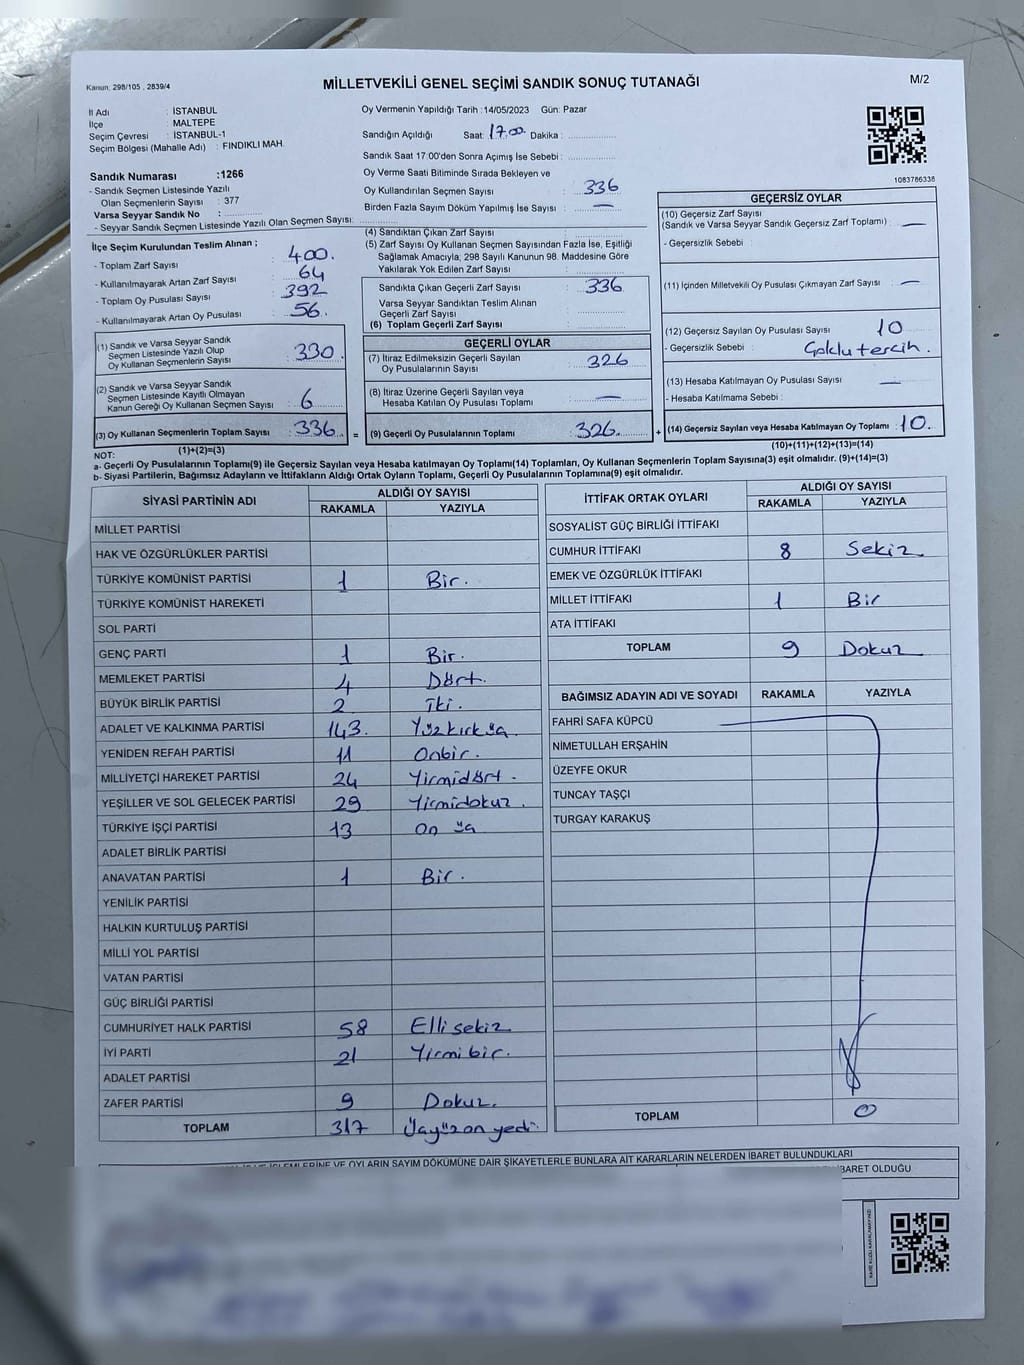 Kanun: 298/105 , 2839/4
MİLLETVEKİLİ GENEL SEÇİMİ SANDIK SONUÇ TUTANAĞI
M/2
İl Adı : İSTANBUL
İlçe : MALTEPE
Seçim Çevresi : İSTANBUL-1
Seçim Bölgesi (Mahalle Adı) : FINDIKLI MAH.
Oy Vermenin Yapıldığı Tarih :14/05/2023 Gün: Pazar
Sandığın Açıldığı Saat: 17.00 Dakika :
Sandık Saat 17:00'den Sonra Açımış İse Sebebi :
Oy Verme Saati Bitiminde Sırada Bekleyen ve
Oy Kullandırılan Seçmen Sayısı : 336
Birden Fazla Sayım Döküm Yapılmış İse Sayısı : —
1083786338
Sandık Numarası :1266
- Sandık Seçmen Listesinde Yazılı
Olan Seçmenlerin Sayısı : 377
Varsa Seyyar Sandık No :
- Seyyar Sandık Seçmen Listesinde Yazılı Olan Seçmen Sayısı:
İlçe Seçim Kurulundan Teslim Alınan ;
- Toplam Zarf Sayısı : 400.
- Kullanılmayarak Artan Zarf Sayısı : 64
- Toplam Oy Pusulası Sayısı : 392
- Kullanılmayarak Artan Oy Pusulası : 56.
(1) Sandık ve Varsa Seyyar Sandık
Seçmen Listesinde Yazılı Olup
Oy Kullanan Seçmenlerin Sayısı : 330
(2) Sandık ve Varsa Seyyar Sandık
Seçmen Listesinde Kayıtlı Olmayan
Kanun Gereği Oy Kullanan Seçmen Sayısı : 6
(3) Oy Kullanan Seçmenlerin Toplam Sayısı : 336
(1)+(2)=(3)
(4) Sandıktan Çıkan Zarf Sayısı :
(5) Zarf Sayısı Oy Kullanan Seçmen Sayısından Fazla İse, Eşitliği
Sağlamak Amacıyla, 298 Sayılı Kanunun 98. Maddesine Göre
Yakılarak Yok Edilen Zarf Sayısı :
Sandıkta Çıkan Geçerli Zarf Sayısı : 336
Varsa Seyyar Sandıktan Teslim Alınan
Geçerli Zarf Sayısı :
(6) Toplam Geçerli Zarf Sayısı :
GEÇERLİ OYLAR
(7) İtiraz Edilmeksizin Geçerli Sayılan
Oy Pusulalarının Sayısı : 326
(8) İtiraz Üzerine Geçerli Sayılan veya
Hesaba Katılan Oy Pusulası Toplamı : —
= (9) Geçerli Oy Pusulalarının Toplamı : 326.
GEÇERSİZ OYLAR
(10) Geçersiz Zarf Sayısı
(Sandık ve Varsa Seyyar Sandık Geçersiz Zarf Toplamı) : —
- Geçersizlik Sebebi :
(11) İçinden Milletvekili Oy Pusulası Çıkmayan Zarf Sayısı : —
(12) Geçersiz Sayılan Oy Pusulası Sayısı : 10
- Geçersizlik Sebebi : Çoklu tercih.
(13) Hesaba Katılmayan Oy Pusulası Sayısı : —
- Hesaba Katılmama Sebebi :
+ (14) Geçersiz Sayılan veya Hesaba Katılmayan Oy Toplamı : 10.
(10)+(11)+(12)+(13)=(14)
NOT:
a- Geçerli Oy Pusulalarının Toplamı(9) ile Geçersiz Sayılan veya Hesaba katılmayan Oy Toplamı(14) Toplamları, Oy Kullanan Seçmenlerin Toplam Sayısına(3) eşit olmalıdır. (9)+(14)=(3)
b- Siyasi Partilerin, Bağımsız Adayların ve İttifakların Aldığı Ortak Oyların Toplamı, Geçerli Oy Pusulalarının Toplamına(9) eşit olmalıdır.
SİYASİ PARTİNİN ADI ALDIĞI OY SAYISI
RAKAMLA YAZIYLA
MİLLET PARTİSİ
HAK VE ÖZGÜRLÜKLER PARTİSİ
TÜRKİYE KOMÜNİST PARTİSİ 1 Bir.
TÜRKİYE KOMÜNİST HAREKETİ
SOL PARTİ
GENÇ PARTİ 1 Bir.
MEMLEKET PARTİSİ 4 Dört.
BÜYÜK BİRLİK PARTİSİ 2 iki.
ADALET VE KALKINMA PARTİSİ 143. Yüzkırküç.
YENİDEN REFAH PARTİSİ 11 Onbir.
MİLLİYETÇİ HAREKET PARTİSİ 24 Yirmidört.
YEŞİLLER VE SOL GELECEK PARTİSİ 29 Yirmidokuz.
TÜRKİYE İŞÇİ PARTİSİ 13 On üç
ADALET BİRLİK PARTİSİ
ANAVATAN PARTİSİ 1 Bir.
YENİLİK PARTİSİ
HALKIN KURTULUŞ PARTİSİ
MİLLİ YOL PARTİSİ
VATAN PARTİSİ
GÜÇ BİRLİĞİ PARTİSİ
CUMHURİYET HALK PARTİSİ 58 Elli sekiz
İYİ PARTİ 21 Yirmi bir.
ADALET PARTİSİ
ZAFER PARTİSİ 9 Dokuz.
TOPLAM 317 Üçyüz on yedi
İTTİFAK ORTAK OYLARI ALDIĞI OY SAYISI
RAKAMLA YAZIYLA
SOSYALİST GÜÇ BİRLİĞİ İTTİFAKI
CUMHUR İTTİFAKI 8 Sekiz.
EMEK VE ÖZGÜRLÜK İTTİFAKI
MİLLET İTTİFAKI 1 Bir
ATA İTTİFAKI
TOPLAM 9 Dokuz
BAĞIMSIZ ADAYIN ADI VE SOYADI RAKAMLA YAZIYLA
FAHRİ SAFA KÜPCÜ
NİMETULLAH ERŞAHİN
ÜZEYFE OKUR
TUNCAY TAŞÇI
TURGAY KARAKUŞ
TOPLAM 0
İŞLEMLERİNE VE OYLARIN SAYIM DÖKÜMÜNE DAİR ŞİKAYETLERLE BUNLARA AİT KARARLARIN NELERDEN İBARET BULUNDUKLARI
İBARET OLDUĞU